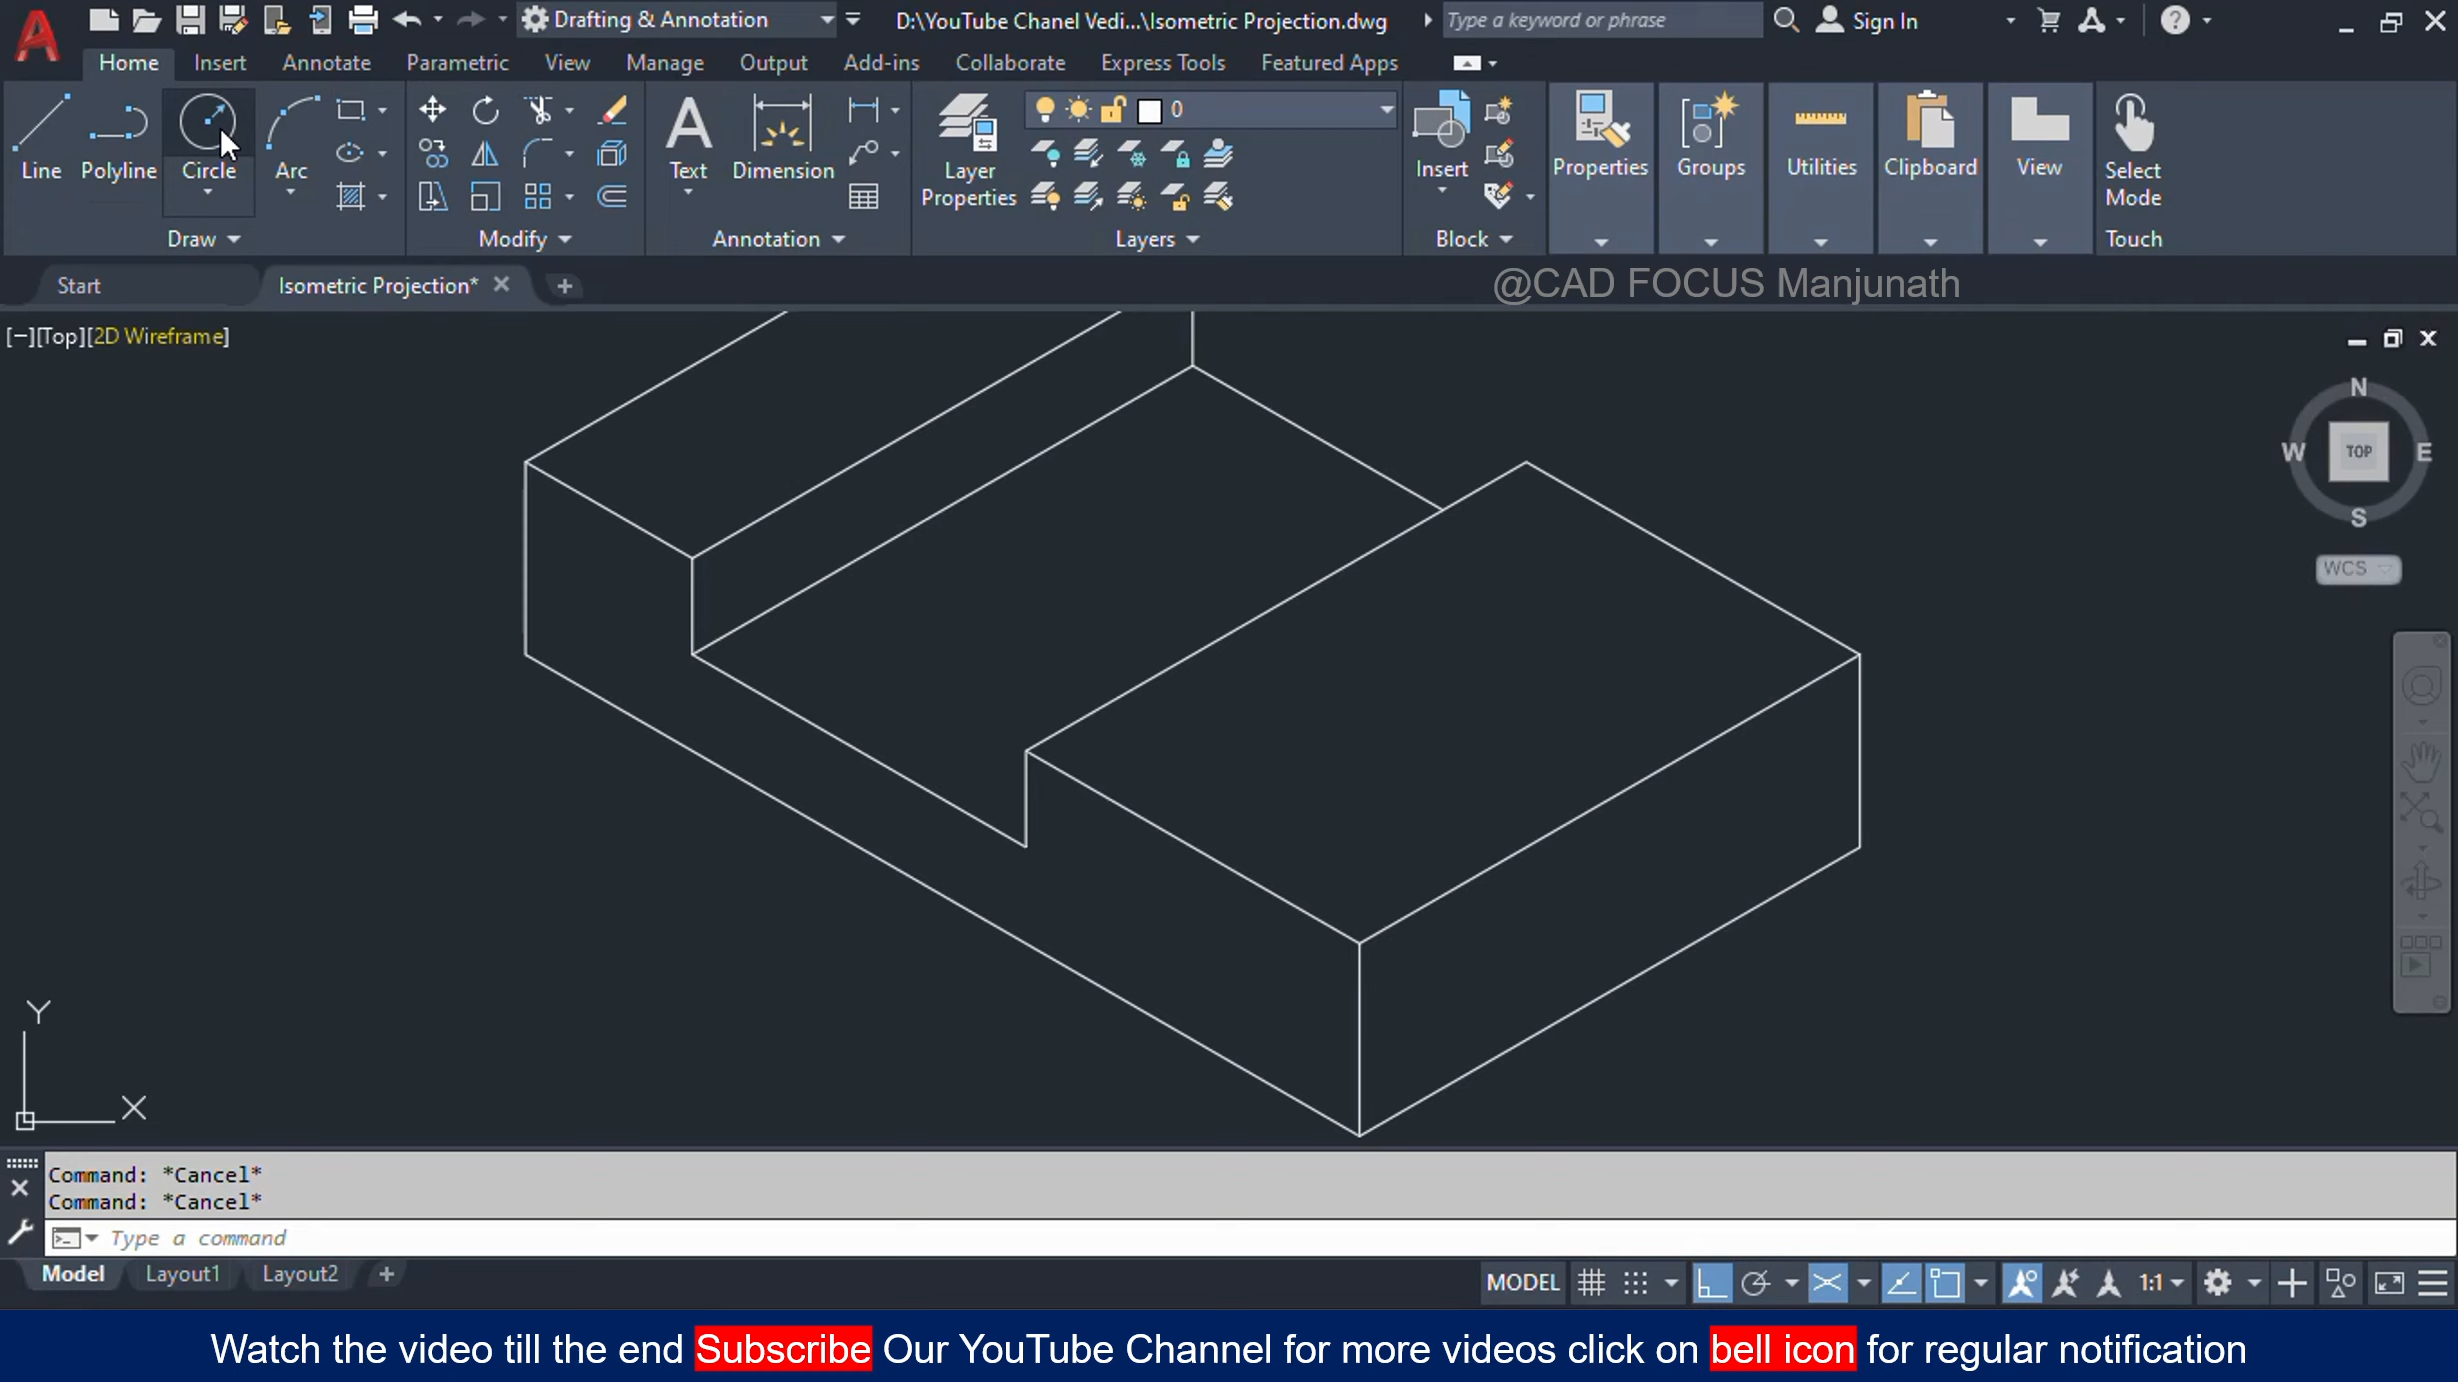 Drafting & Annotation
D:\YouTube Chanel Vedi...\Isometric Projection.dwg
Type a keyword or phrase
Sign In
Home Insert Annotate Parametric View Manage Output Add-ins Collaborate Express Tools Featured Apps
Line Polyline Circle Arc
Text Dimension
Layer Properties
0
Insert Properties Groups Utilities Clipboard View
Select Mode
Draw Modify Annotation Layers Block Touch
Start Isometric Projection*
@CAD FOCUS Manjunath
[−][Top][2D Wireframe]
N
W TOP E
S
WCS
Y
X
Command: *Cancel*
Command: *Cancel*
Type a command
Model Layout1 Layout2
MODEL 1:1
Watch the video till the end Subscribe Our YouTube Channel for more videos click on bell icon for regular notification